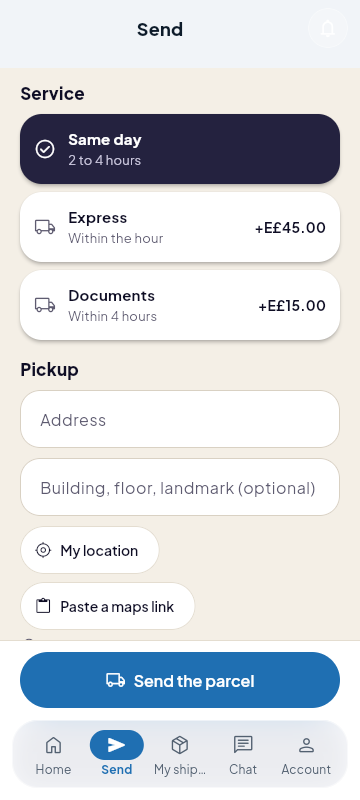 Send
Service
Same day
2 to 4 hours
Express
Within the hour
+E£45.00
Documents
Within 4 hours
+E£15.00
Pickup
Address
Building, floor, landmark (optional)
My location
Paste a maps link
Send the parcel
Home
Send
My ship...
Chat
Account